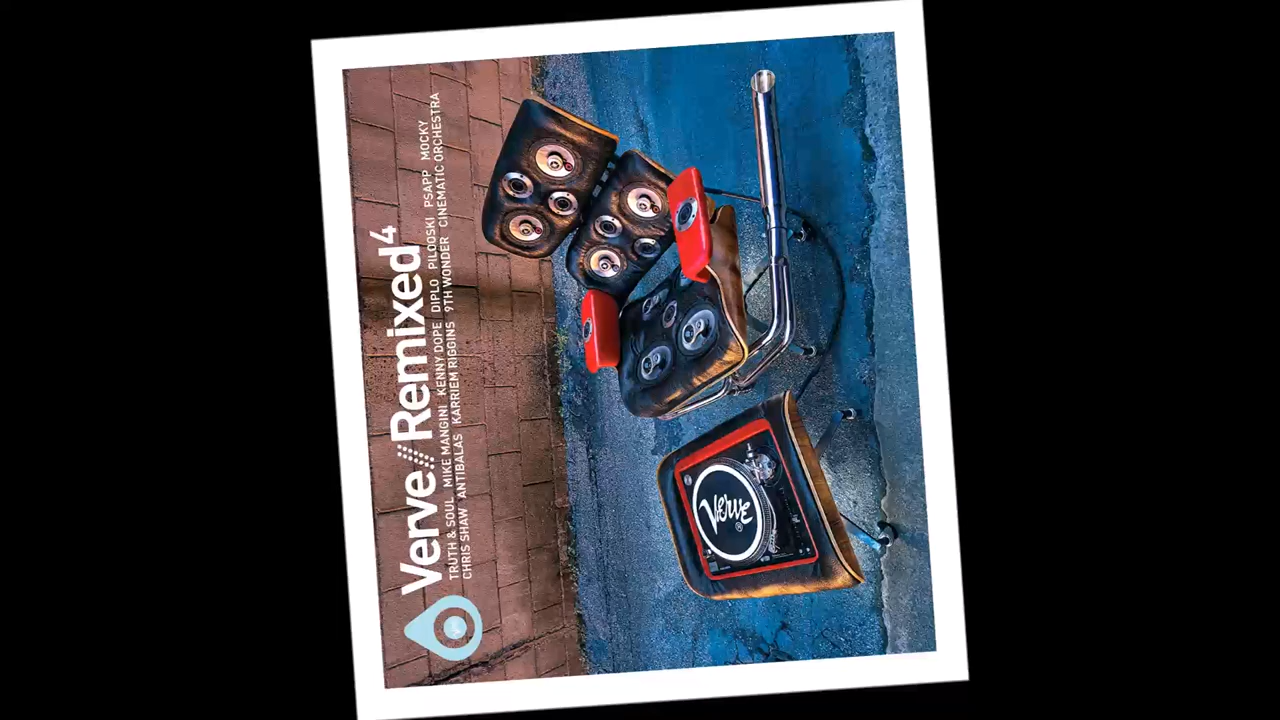 Verve//Remixed4
TRUTH & SOUL MIKE MANGINI KENNY DOPE DIPLO PILOOSKI PSAPP MOCKY
CHRIS SHAW ANTIBALAS KARRIEM RIGGINS 9TH WONDER CINEMATIC ORCHESTRA
Verve®